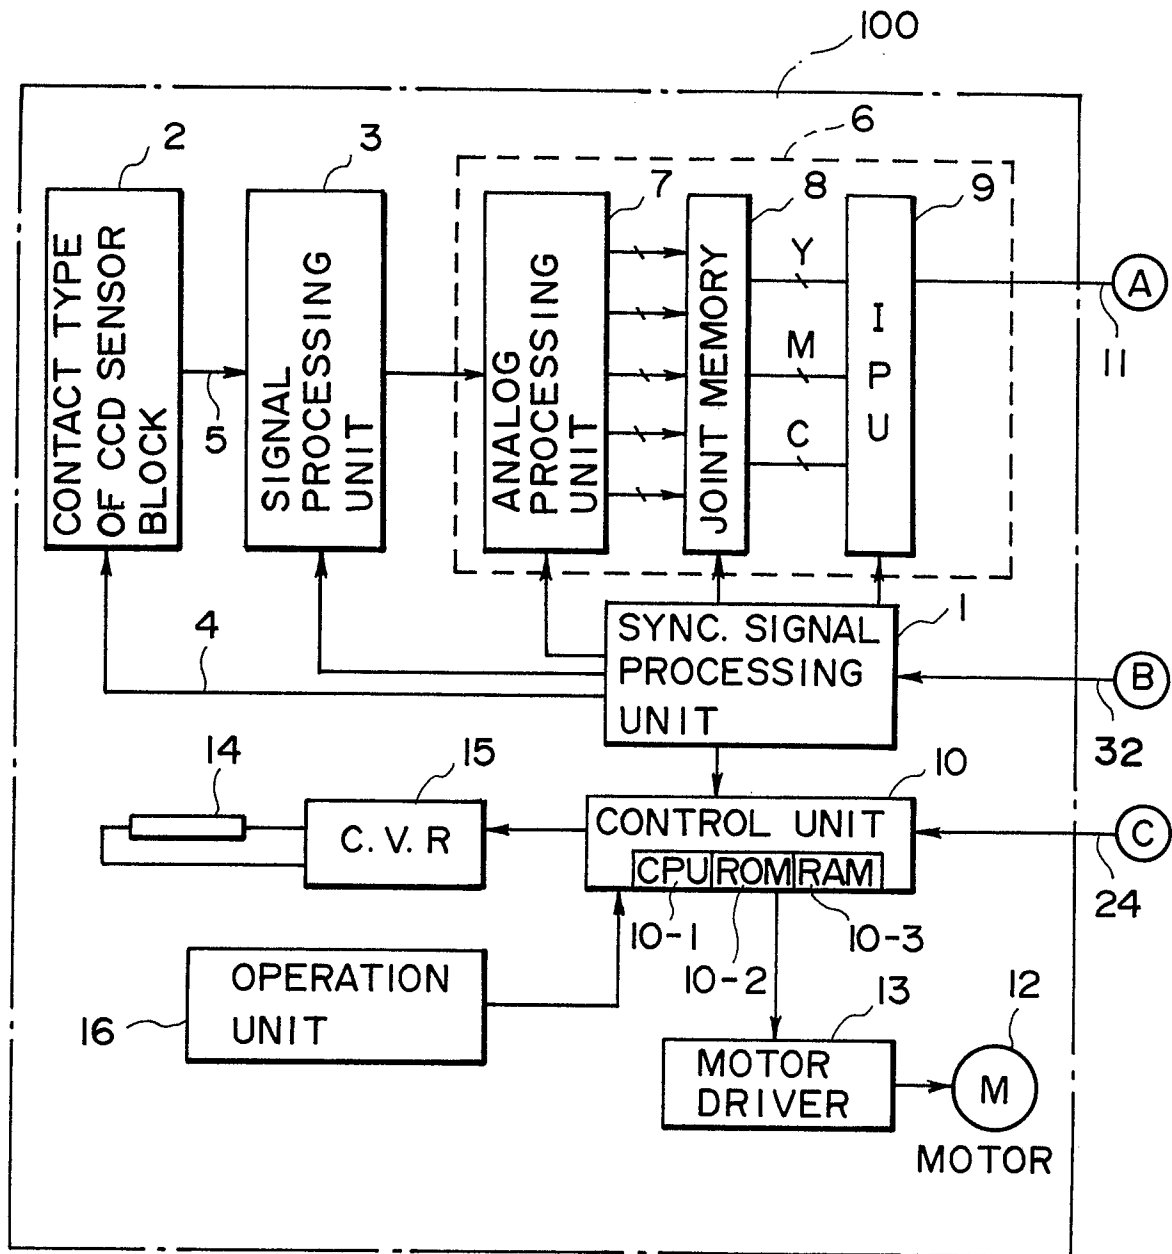 100
6
2
3
7
8
9
CONTACT TYPE
OF CCD SENSOR
BLOCK
5
SIGNAL
PROCESSING
UNIT
ANALOG
PROCESSING
UNIT
JOINT MEMORY
Y
M
C
I
P
U
A
11
4
1
SYNC. SIGNAL
PROCESSING
UNIT
B
32
14
15
10
C. V. R
CONTROL UNIT
CPU ROM RAM
C
24
10-1
10-2
10-3
16
OPERATION
UNIT
13
12
MOTOR
DRIVER
M
MOTOR